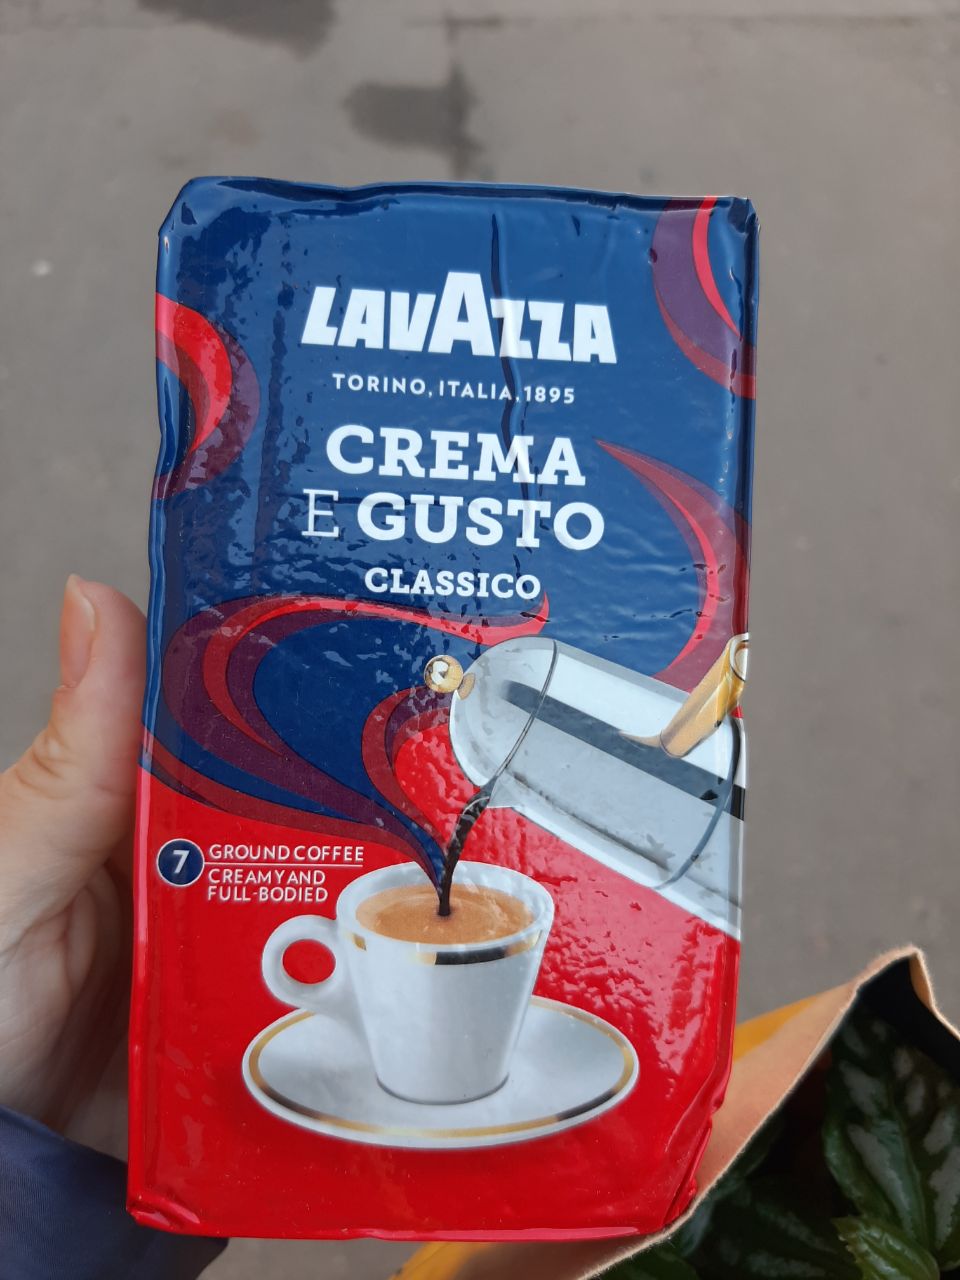 LAVAZZA
TORINO, ITALIA, 1895
CREMA
E GUSTO
CLASSICO
7
GROUND COFFEE
CREAMY AND
FULL-BODIED